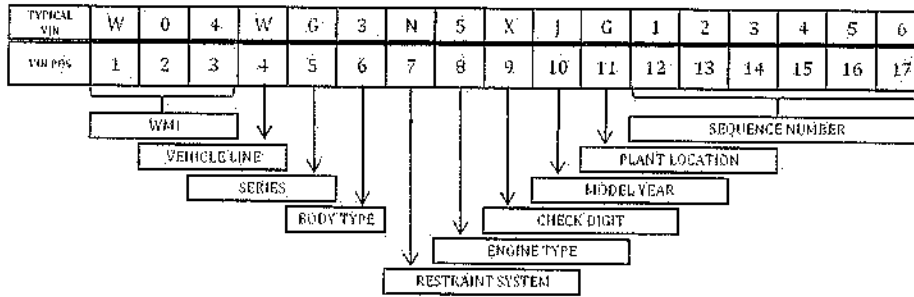 TYPICAL VIN W 0 4 W G 3 N 5 X J G 1 2 3 4 5 6
VIN POS 1 2 3 4 5 6 7 8 9 10 11 12 13 14 15 16 17
WMI SEQUENCE NUMBER
VEHICLE LINE PLANT LOCATION
SERIES MODEL YEAR
BODY TYPE CHECK DIGIT
ENGINE TYPE
RESTRAINT SYSTEM